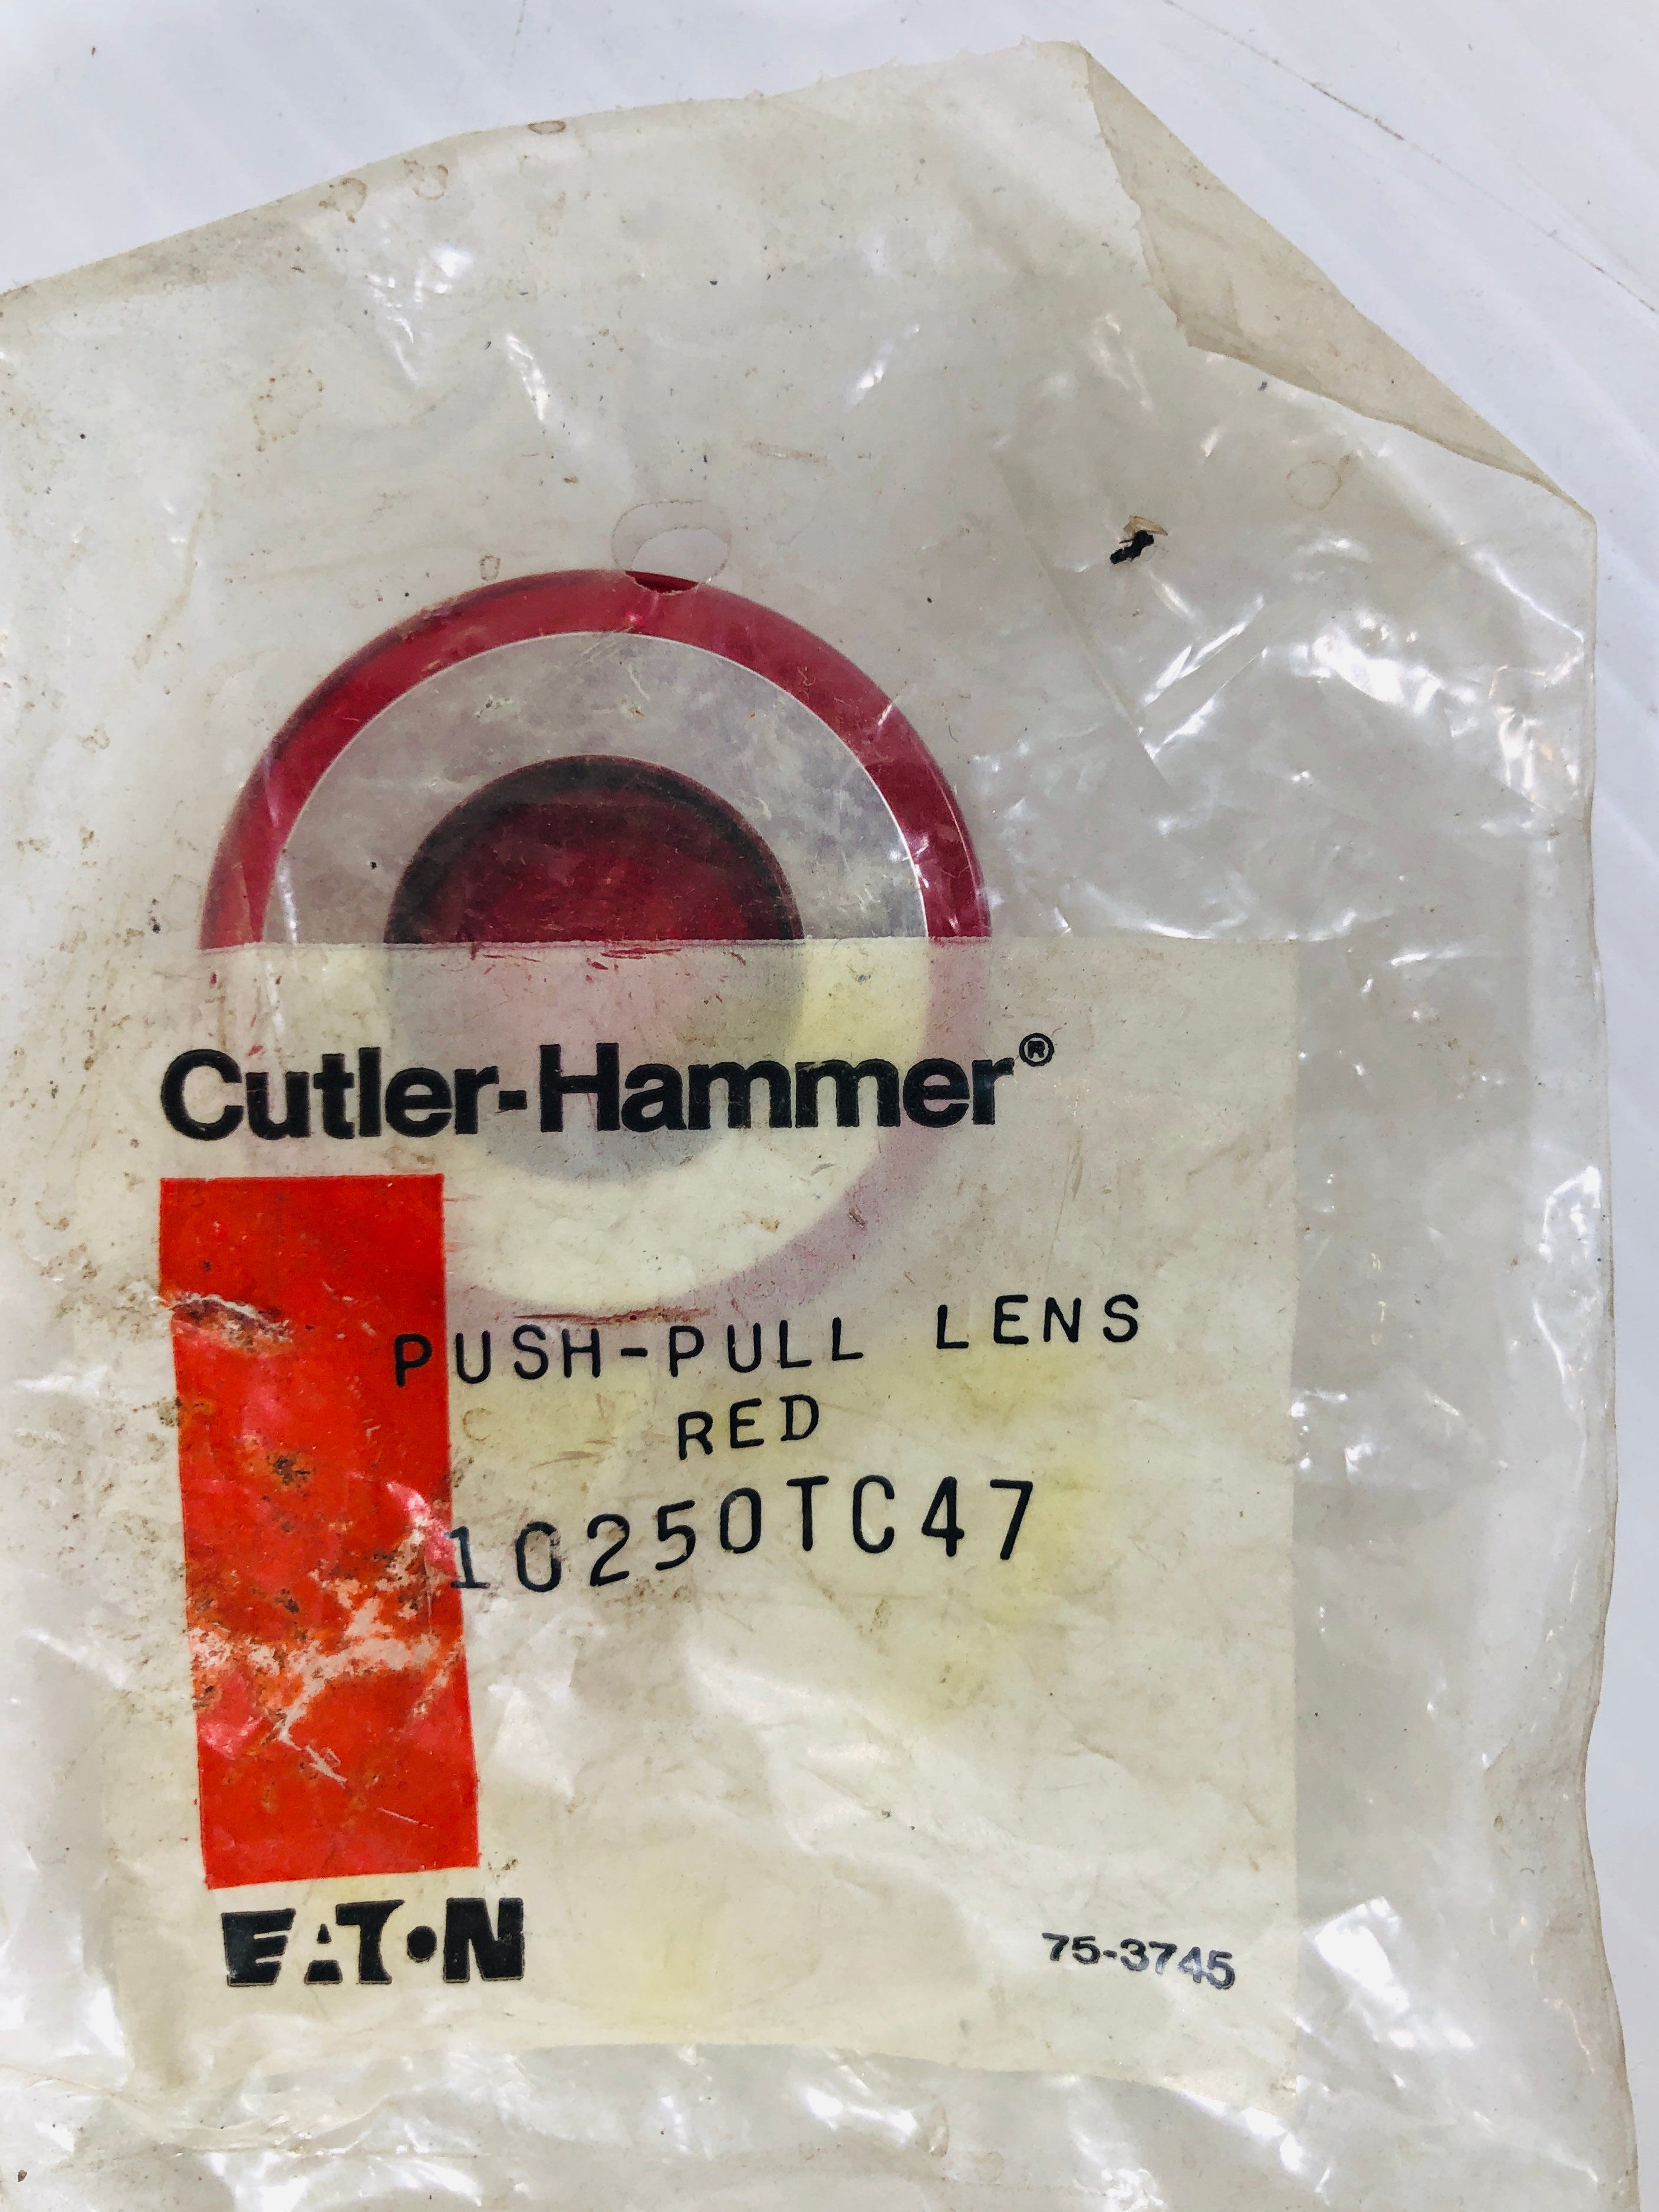 Cutler-Hammer®
PUSH-PULL LENS
RED
10250TC47
EATON
75-3745